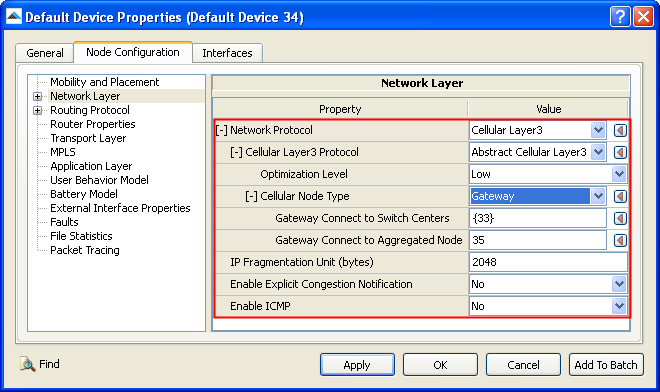 Default Device Properties (Default Device 34)
General Node Configuration Interfaces
Mobility and Placement
Network Layer
Routing Protocol
Router Properties
Transport Layer
MPLS
Application Layer
User Behavior Model
Battery Model
External Interface Properties
Faults
File Statistics
Packet Tracing
Network Layer
Property Value
[-] Network Protocol Cellular Layer3
[-] Cellular Layer3 Protocol Abstract Cellular Layer3
Optimization Level Low
[-] Cellular Node Type Gateway
Gateway Connect to Switch Centers {33}
Gateway Connect to Aggregated Node 35
IP Fragmentation Unit (bytes) 2048
Enable Explicit Congestion Notification No
Enable ICMP No
Find Apply OK Cancel Add To Batch